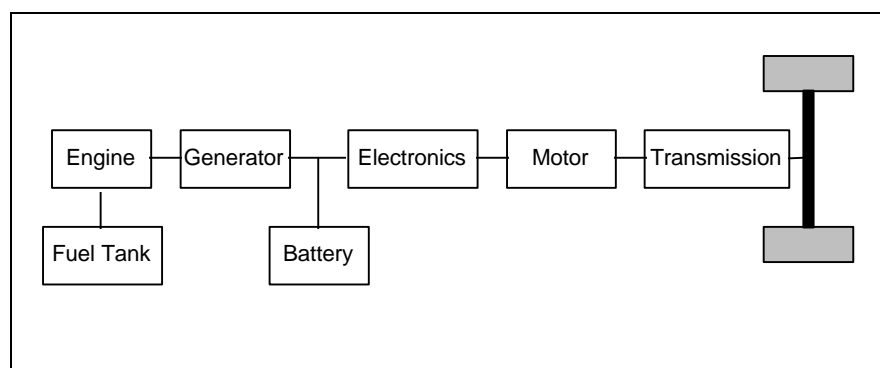 Engine
Generator
Electronics
Motor
Transmission
Fuel Tank
Battery